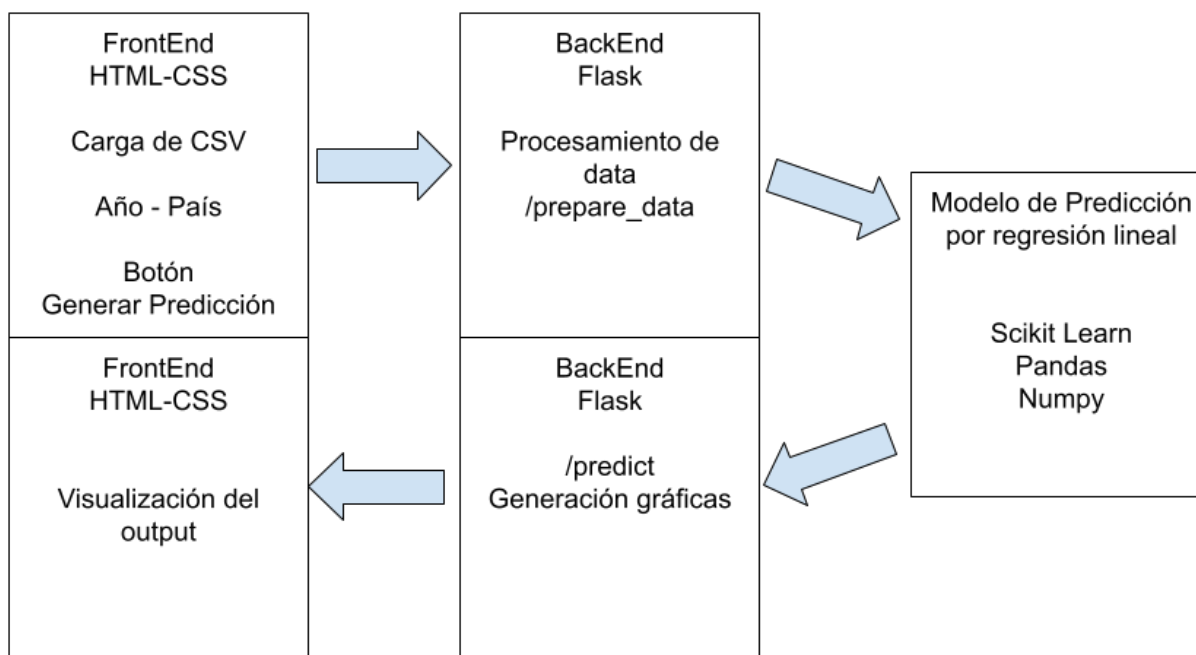 FrontEnd
HTML-CSS
Carga de CSV
Año - País
Botón
Generar Predicción
BackEnd
Flask
Procesamiento de
data
/prepare_data
Modelo de Predicción
por regresión lineal
Scikit Learn
Pandas
Numpy
BackEnd
Flask
/predict
Generación gráficas
FrontEnd
HTML-CSS
Visualización del
output